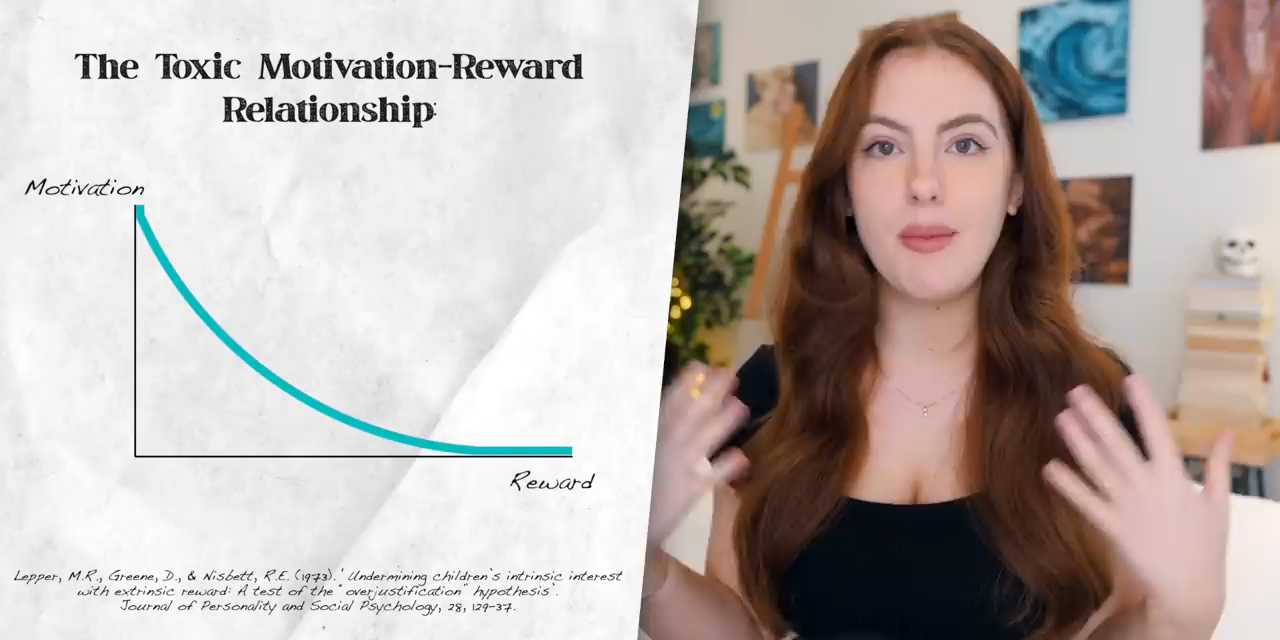 The Toxic Motivation-Reward
Relationship:
Motivation
Reward
Lepper, M.R., Greene, D., & Nisbett, R.E. (1973).' Undermining children's intrinsic interest
with extrinsic reward: A test of the "overjustification" hypothesis'.
Journal of Personality and Social Psychology, 28, 129-37.